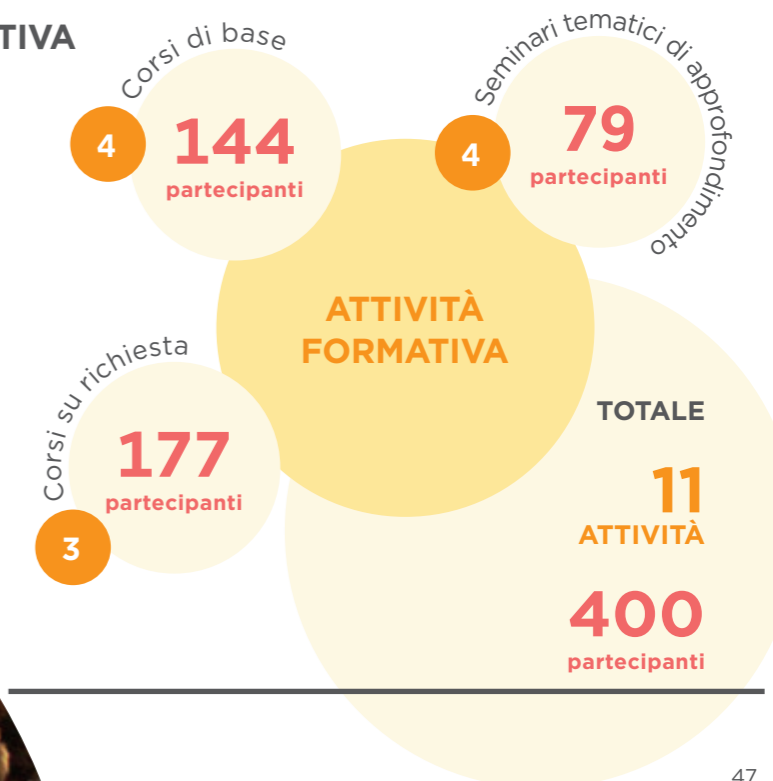 TIVA
Corsi di base
4
144
partecipanti
Seminari tematici di approfondimento
4
79
partecipanti
ATTIVITÀ
FORMATIVA
Corsi su richiesta
177
partecipanti
3
TOTALE
11
ATTIVITÀ
400
partecipanti
47